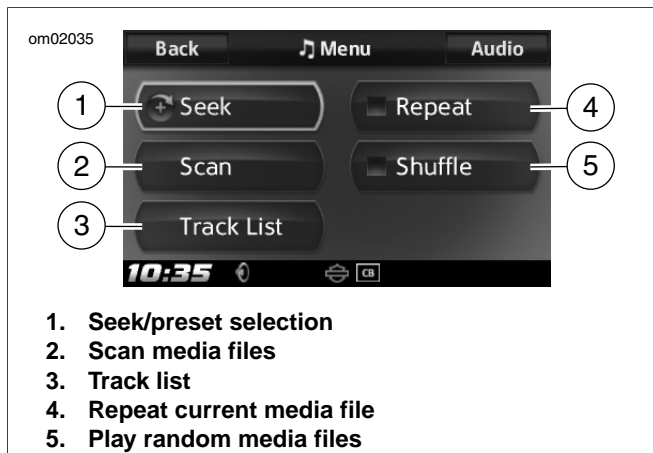 om02035
Back ♫ Menu Audio
1 Seek Repeat 4
2 Scan Shuffle 5
3 Track List
10:35 CB
1. Seek/preset selection
2. Scan media files
3. Track list
4. Repeat current media file
5. Play random media files